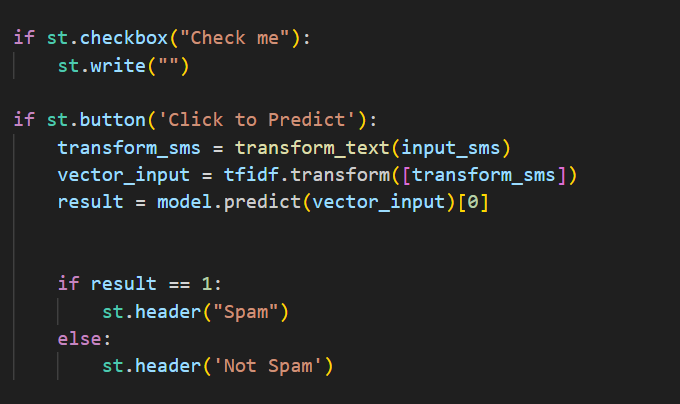 if st.checkbox("Check me"):
    st.write("")
if st.button('Click to Predict'):
    transform_sms = transform_text(input_sms)
    vector_input = tfidf.transform([transform_sms])
    result = model.predict(vector_input)[0]
    if result == 1:
        st.header("Spam")
    else:
        st.header('Not Spam')